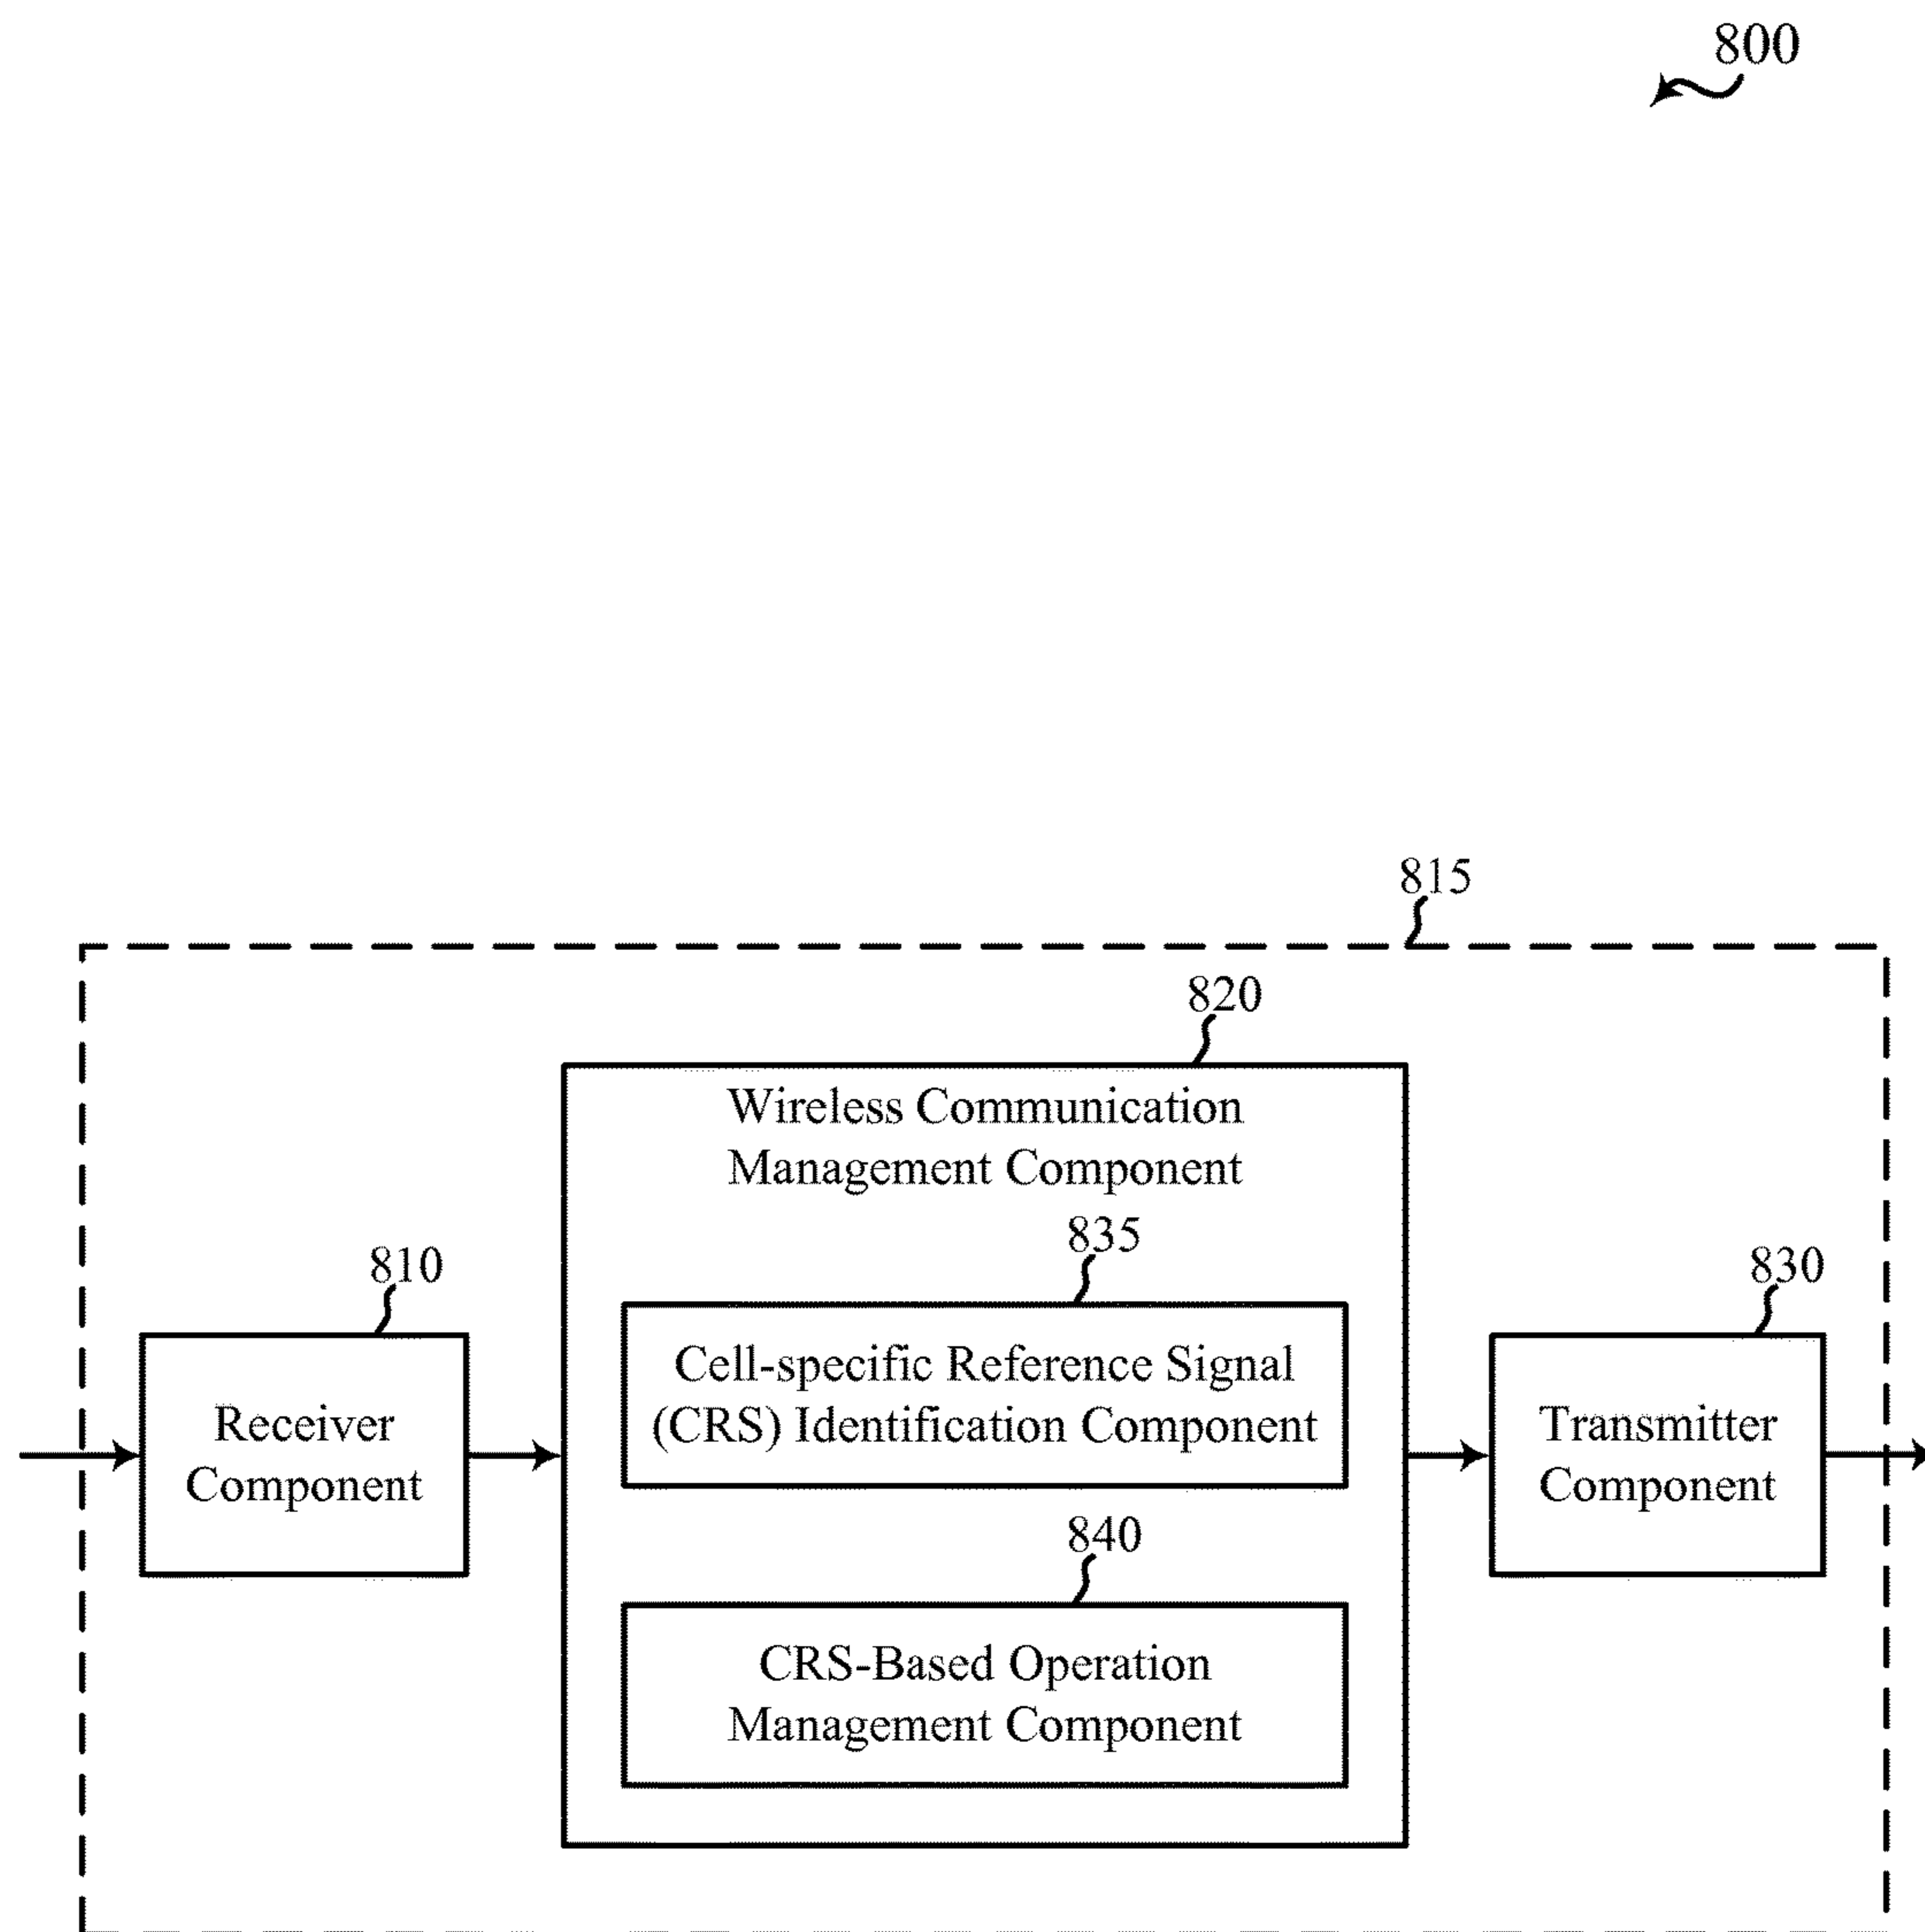 800
815
820
Wireless Communication
Management Component
835
810
830
Cell-specific Reference Signal
(CRS) Identification Component
Receiver
Component
Transmitter
Component
840
CRS-Based Operation
Management Component